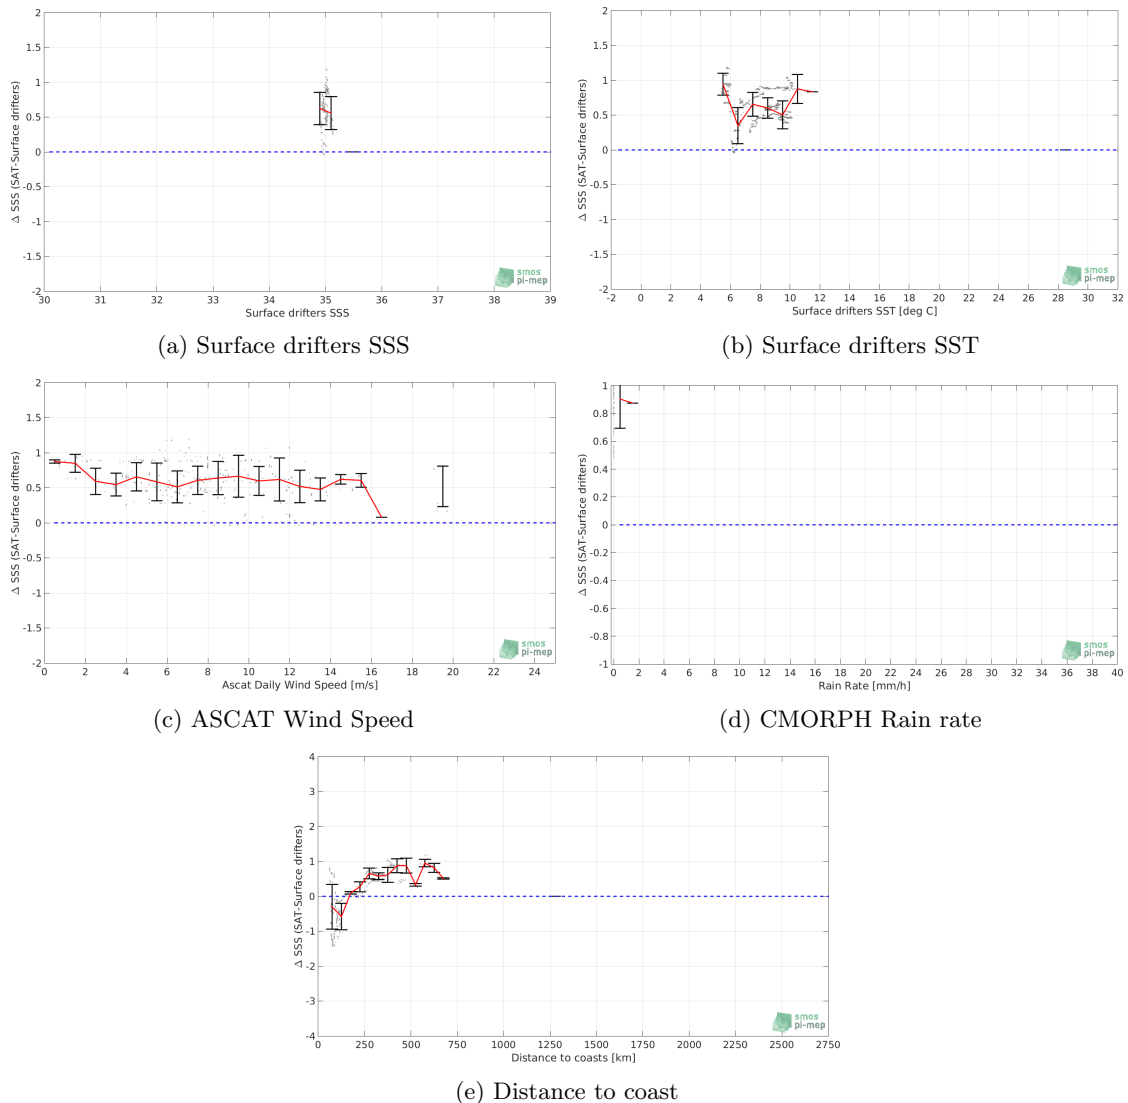 2
1.5
1
0.5
0
-0.5
-1
-1.5
-2
Δ SSS (SAT-Surface drifters)
30 31 32 33 34 35 36 37 38 39
Surface drifters SSS
smos
pi-mep
(a) Surface drifters SSS
2
1.5
1
0.5
0
-0.5
-1
-1.5
-2
Δ SSS (SAT-Surface drifters)
-2 0 2 4 6 8 10 12 14 16 18 20 22 24 26 28 30 32
Surface drifters SST [deg C]
smos
pi-mep
(b) Surface drifters SST
2
1.5
1
0.5
0
-0.5
-1
-1.5
-2
Δ SSS (SAT-Surface drifters)
0 2 4 6 8 10 12 14 16 18 20 22 24
Ascat Daily Wind Speed [m/s]
smos
pi-mep
(c) ASCAT Wind Speed
1
0.8
0.6
0.4
0.2
0
-0.2
-0.4
-0.6
-0.8
-1
Δ SSS (SAT-Surface drifters)
0 2 4 6 8 10 12 14 16 18 20 22 24 26 28 30 32 34 36 38 40
Rain Rate [mm/h]
smos
pi-mep
(d) CMORPH Rain rate
4
3
2
1
0
-1
-2
-3
-4
Δ SSS (SAT-Surface drifters)
0 250 500 750 1000 1250 1500 1750 2000 2250 2500 2750
Distance to coasts [km]
smos
pi-mep
(e) Distance to coast